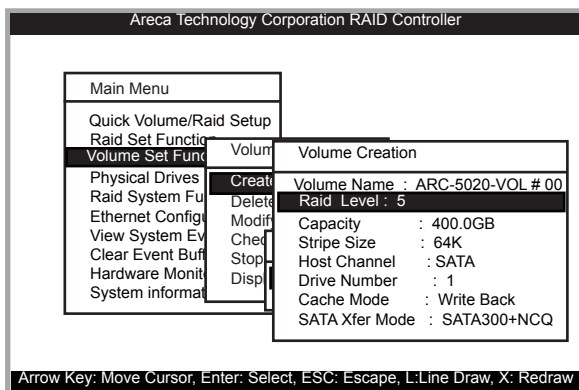 Areca Technology Corporation RAID Controller
Main Menu
Quick Volume/Raid Setup
Raid Set Function
Volume Set Func
Physical Drives
Raid System Fu
Ethernet Configu
View System Ev
Clear Event Buff
Hardware Monit
System informat
Volum
Create
Delete
Modif
Chec
Stop
Disp
Volume Creation
Volume Name : ARC-5020-VOL # 00
Raid Level : 5
Capacity : 400.0GB
Stripe Size : 64K
Host Channel : SATA
Drive Number : 1
Cache Mode : Write Back
SATA Xfer Mode : SATA300+NCQ
Arrow Key: Move Cursor, Enter: Select, ESC: Escape, L:Line Draw, X: Redraw